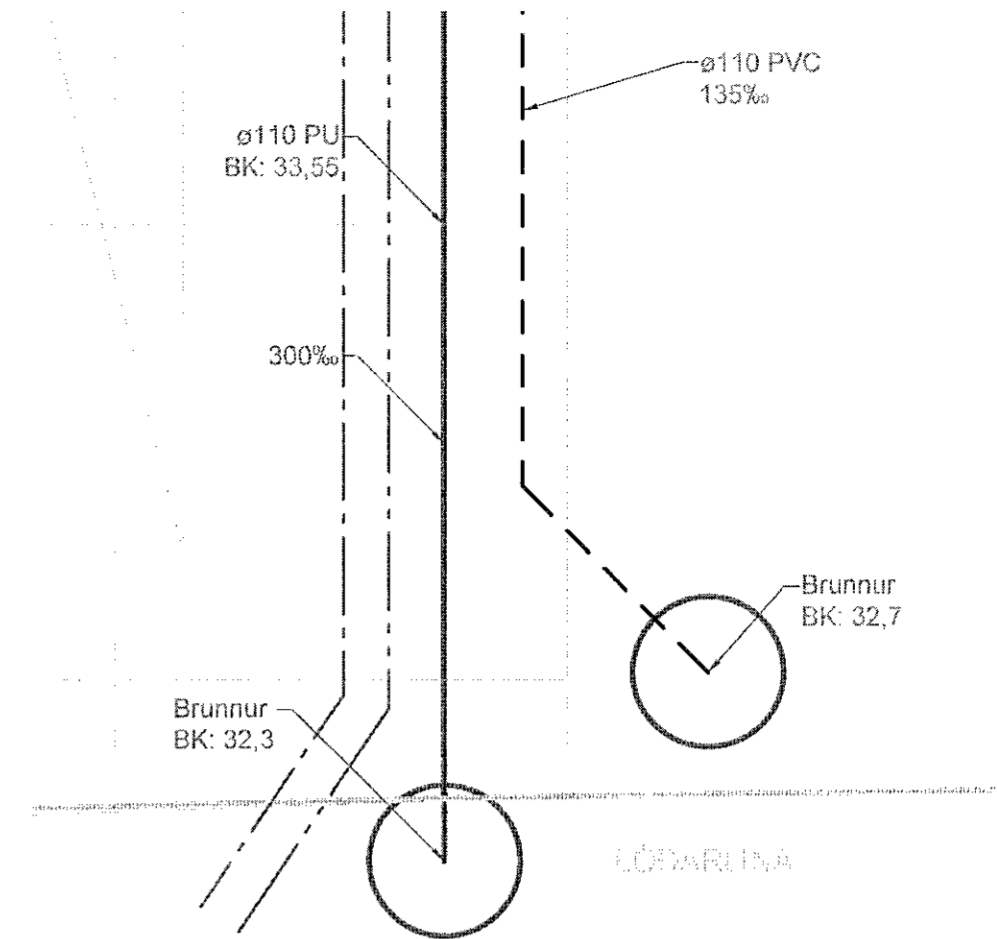 ø110 PVC
135‰
ø110 PU
BK: 33,55
300‰
Brunnur
BK: 32,7
Brunnur
BK: 32,3